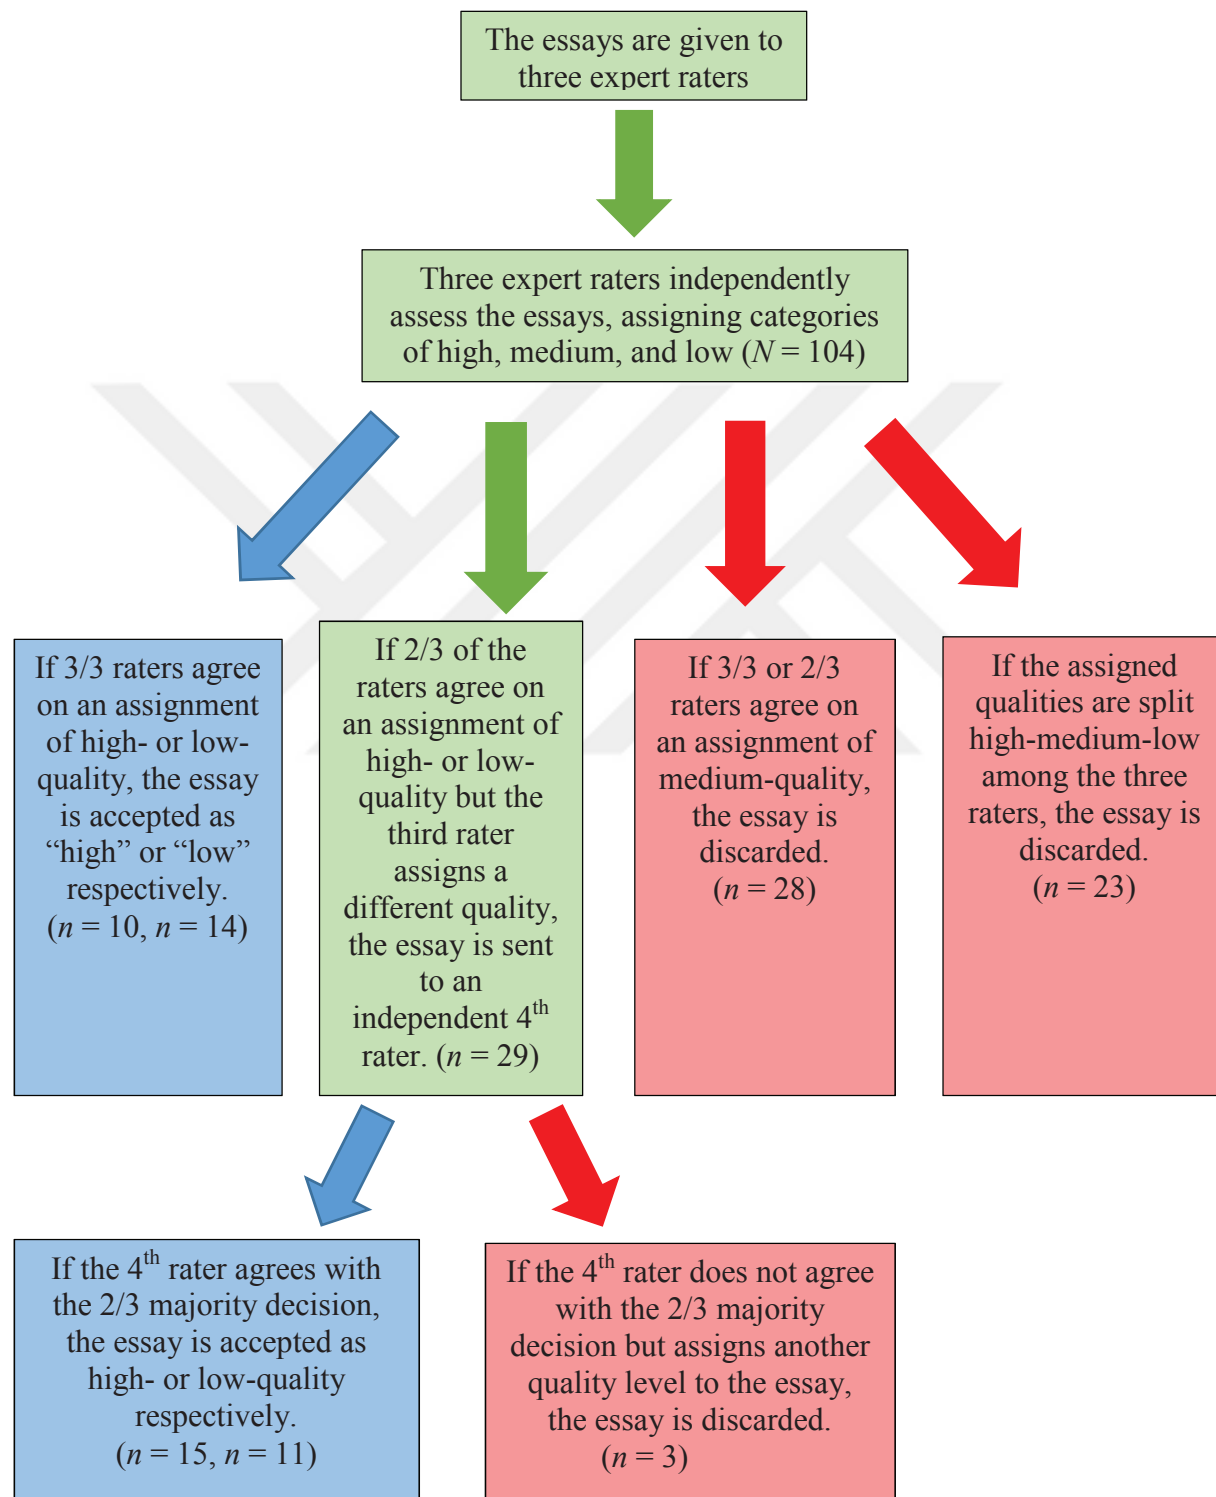 The essays are given to
three expert raters
Three expert raters independently
assess the essays, assigning categories
of high, medium, and low (N = 104)
If 3/3 raters agree
on an assignment
of high- or low-
quality, the essay
is accepted as
“high” or “low”
respectively.
(n = 10, n = 14)
If 2/3 of the
raters agree on
an assignment of
high- or low-
quality but the
third rater
assigns a
different quality,
the essay is sent
to an
independent 4th
rater. (n = 29)
If 3/3 or 2/3
raters agree on
an assignment of
medium-quality,
the essay is
discarded.
(n = 28)
If the assigned
qualities are split
high-medium-low
among the three
raters, the essay is
discarded.
(n = 23)
If the 4th rater agrees with
the 2/3 majority decision,
the essay is accepted as
high- or low-quality
respectively.
(n = 15, n = 11)
If the 4th rater does not agree
with the 2/3 majority
decision but assigns another
quality level to the essay,
the essay is discarded.
(n = 3)